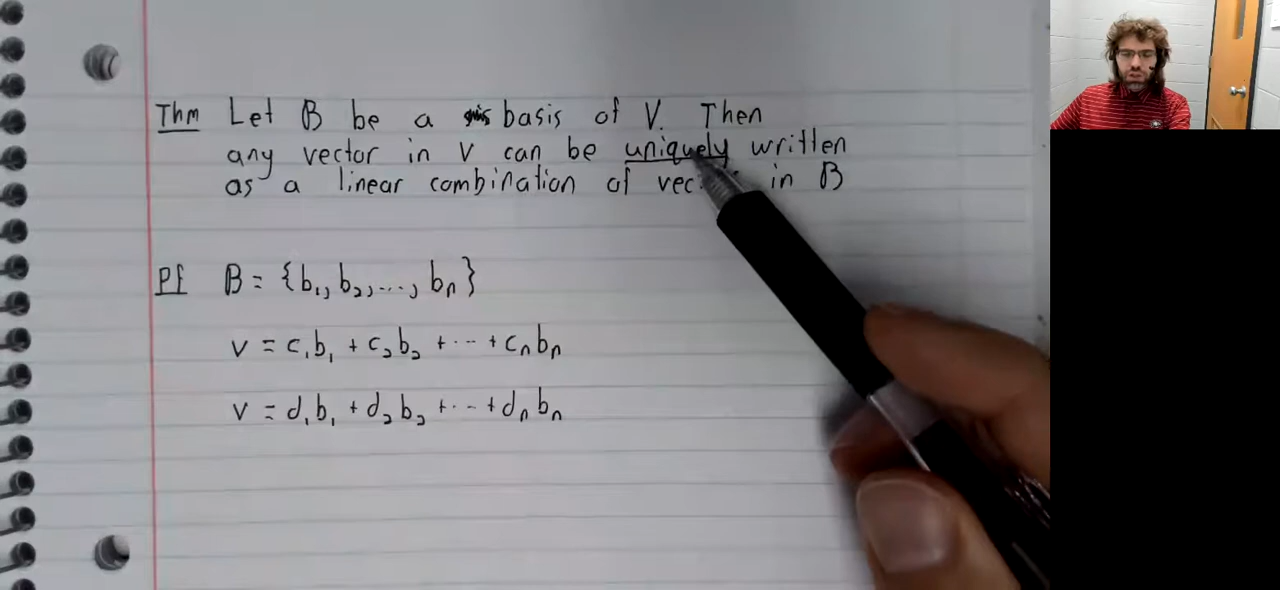 Thm Let B be a basis of V. Then
any vector in V can be uniquely written
as a linear combination of in B
Pf B = {b₁, b₂, ..., bₙ}
v = c₁b₁ + c₂b₂ + ··· + cₙbₙ
v = d₁b₁ + d₂b₂ + ··· + dₙbₙ